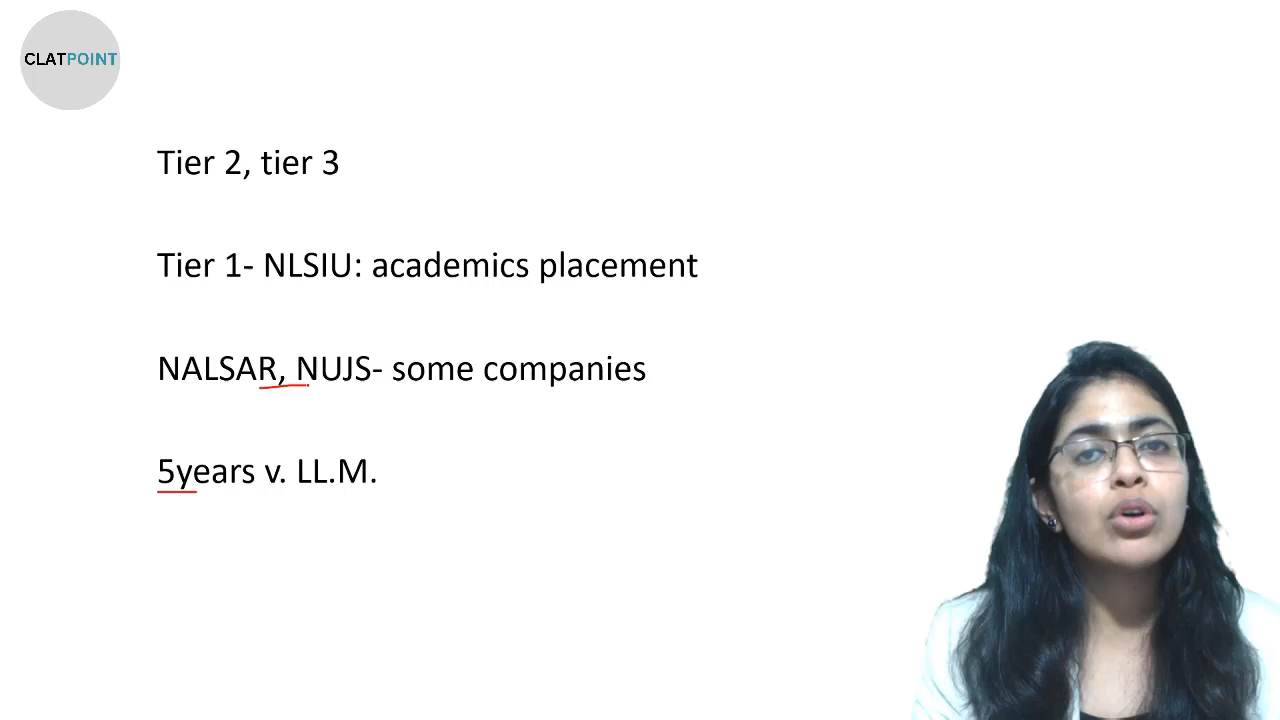 CLATPOINT
Tier 2, tier 3
Tier 1- NLSIU: academics placement
NALSAR, NUJS- some companies
5years v. LL.M.